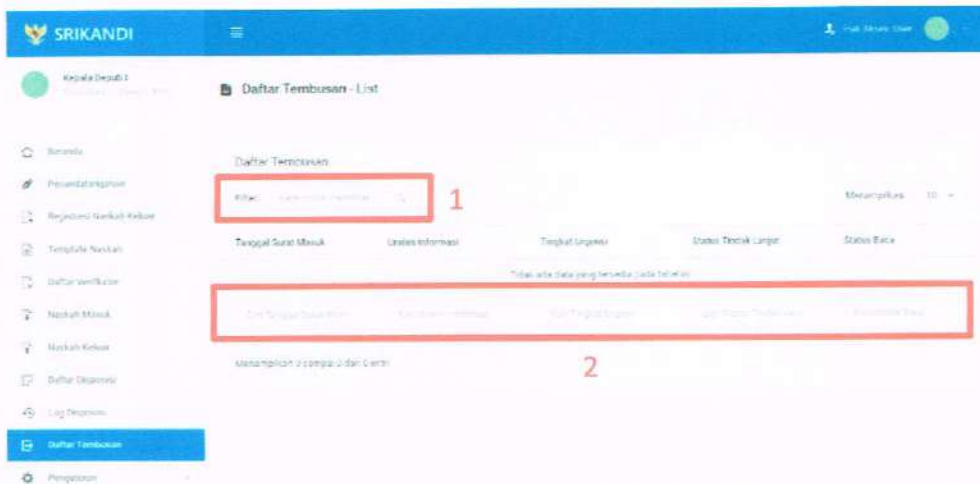 SRIKANDI
Kepala Deputi I
Daftar Tembusan - List
Beranda
Penandatanganan
Registrasi Naskah Keluar
Template Naskah
Daftar Verifikator
Naskah Masuk
Naskah Keluar
Daftar Disposisi
Log Disposisi
Daftar Tembusan
Pengaturan
Daftar Tembusan
Filter:
1
Menampilkan 10
Tanggal Surat Masuk Uraian Informasi Tingkat Urgensi Status Tindak Lanjut Status Baca
Tidak ada data yang tersedia pada tabel ini
Menampilkan 0 sampai 0 dari 0 entri
2